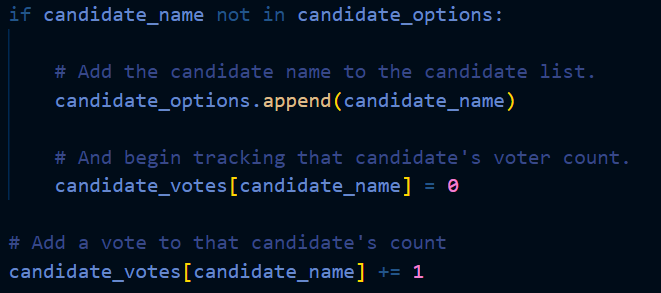 if candidate_name not in candidate_options:
# Add the candidate name to the candidate list.
candidate_options.append(candidate_name)
# And begin tracking that candidate's voter count.
candidate_votes[candidate_name] = 0
# Add a vote to that candidate's count
candidate_votes[candidate_name] += 1